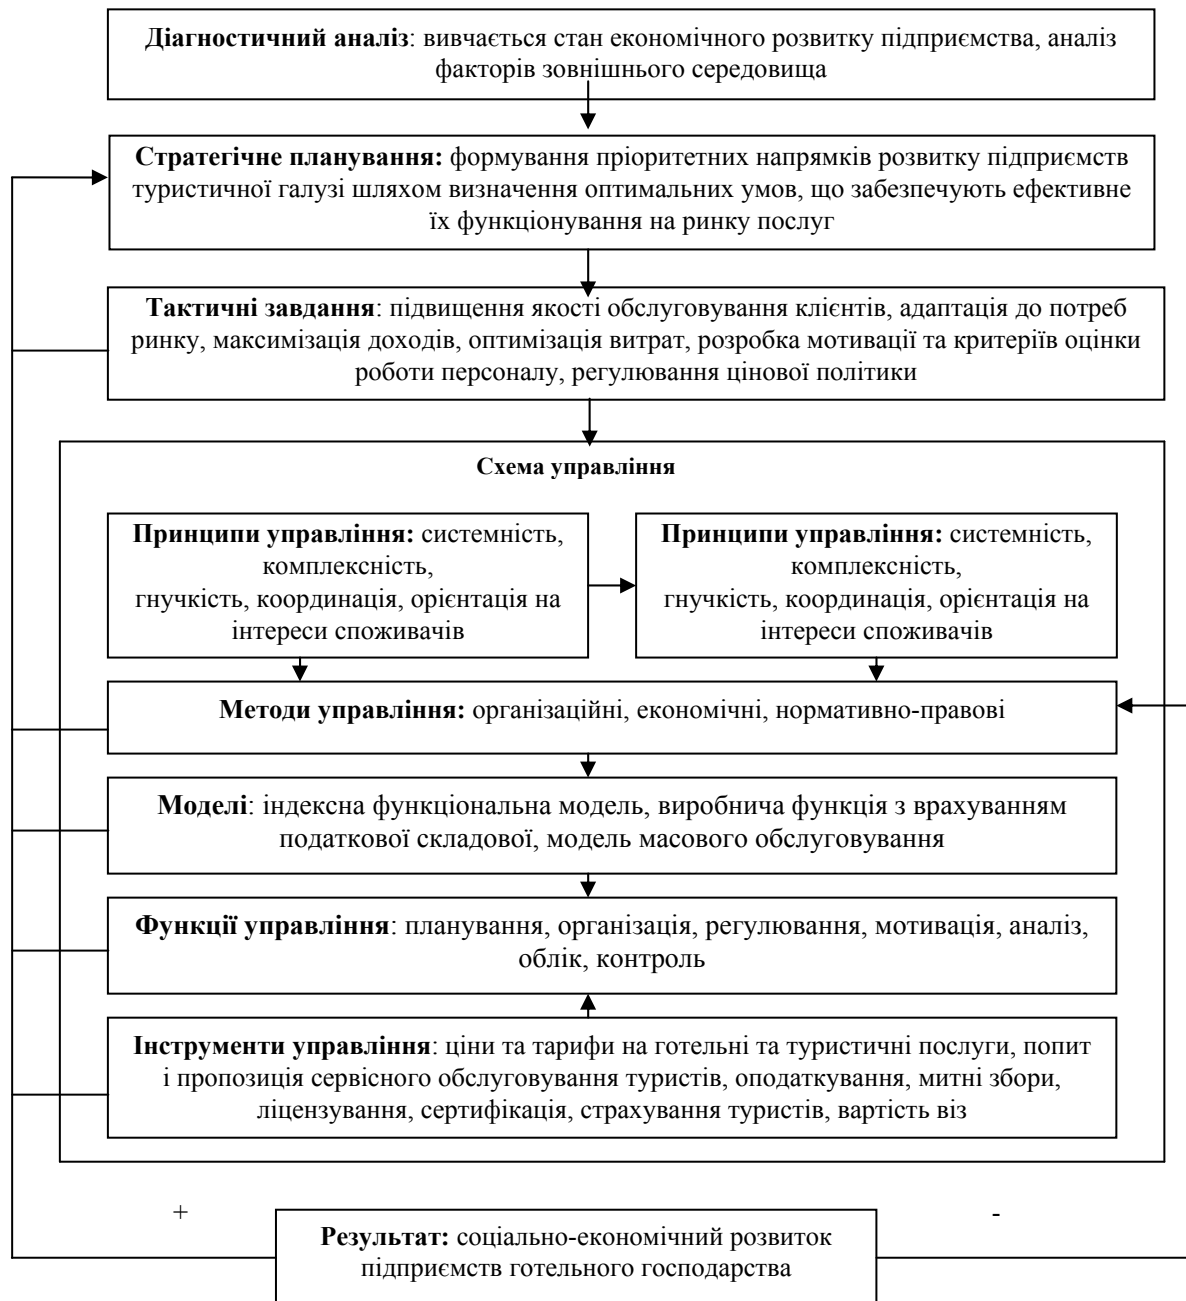 Діагностичний аналіз: вивчається стан економічного розвитку підприємства, аналіз
факторів зовнішнього середовища
Стратегічне планування: формування пріоритетних напрямків розвитку підприємств
туристичної галузі шляхом визначення оптимальних умов, що забезпечують ефективне
їх функціонування на ринку послуг
Тактичні завдання: підвищення якості обслуговування клієнтів, адаптація до потреб
ринку, максимізація доходів, оптимізація витрат, розробка мотивації та критеріїв оцінки
роботи персоналу, регулювання цінової політики
Схема управління
Принципи управління: системність,
комплексність,
гнучкість, координація, орієнтація на
інтереси споживачів
Принципи управління: системність,
комплексність,
гнучкість, координація, орієнтація на
інтереси споживачів
Методи управління: організаційні, економічні, нормативно-правові
Моделі: індексна функціональна модель, виробнича функція з врахуванням
податкової складової, модель масового обслуговування
Функції управління: планування, організація, регулювання, мотивація, аналіз,
облік, контроль
Інструменти управління: ціни та тарифи на готельні та туристичні послуги, попит
і пропозиція сервісного обслуговування туристів, оподаткування, митні збори,
ліцензування, сертифікація, страхування туристів, вартість віз
+
-
Результат: соціально-економічний розвиток
підприємств готельного господарства